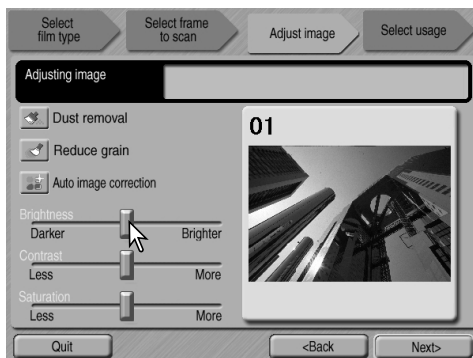 Select
film type
Select frame
to scan
Adjust image
Select usage
Adjusting image
Dust removal
01
Reduce grain
Auto image correction
Brightness
Darker Brighter
Contrast
Less More
Saturation
Less More
Quit <Back Next>